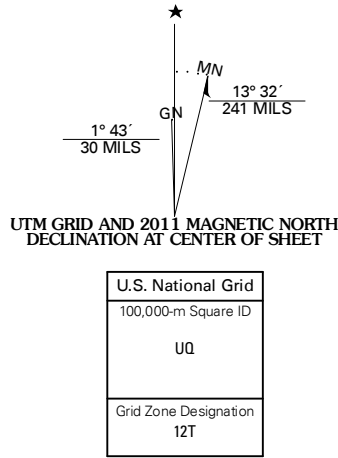 ★
MN
GN
13° 32´
241 MILS
1° 43´
30 MILS
UTM GRID AND 2011 MAGNETIC NORTH
DECLINATION AT CENTER OF SHEET
U.S. National Grid
100,000-m Square ID
UQ
Grid Zone Designation
12T